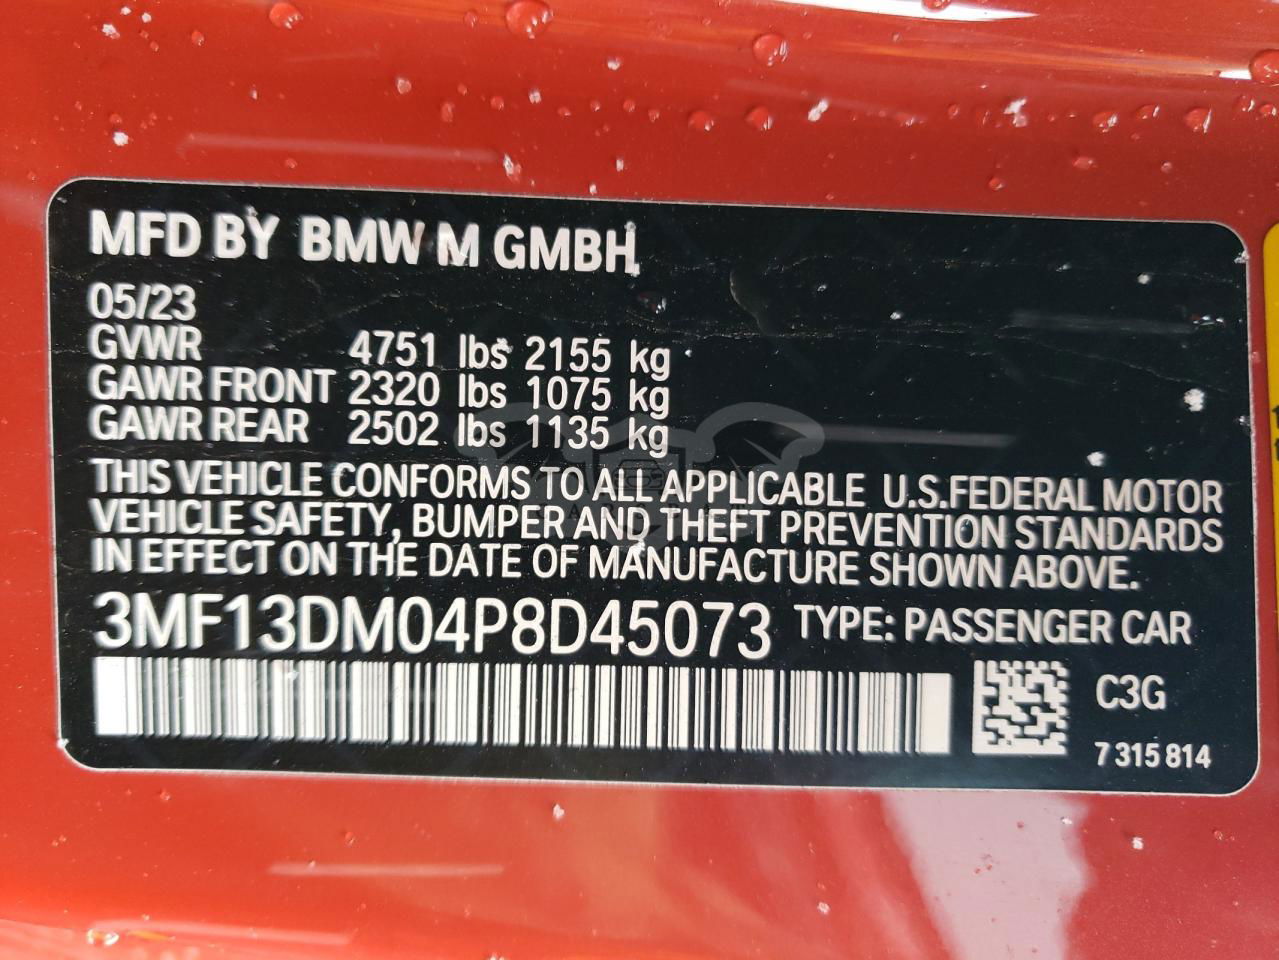 MFD BY BMW M GMBH
05/23
GVWR 4751 lbs 2155 kg
GAWR FRONT 2320 lbs 1075 kg
GAWR REAR 2502 lbs 1135 kg
THIS VEHICLE CONFORMS TO ALL APPLICABLE U.S.FEDERAL MOTOR
VEHICLE SAFETY, BUMPER AND THEFT PREVENTION STANDARDS
IN EFFECT ON THE DATE OF MANUFACTURE SHOWN ABOVE.
3MF13DM04P8D45073 TYPE: PASSENGER CAR
C3G
7 315 814